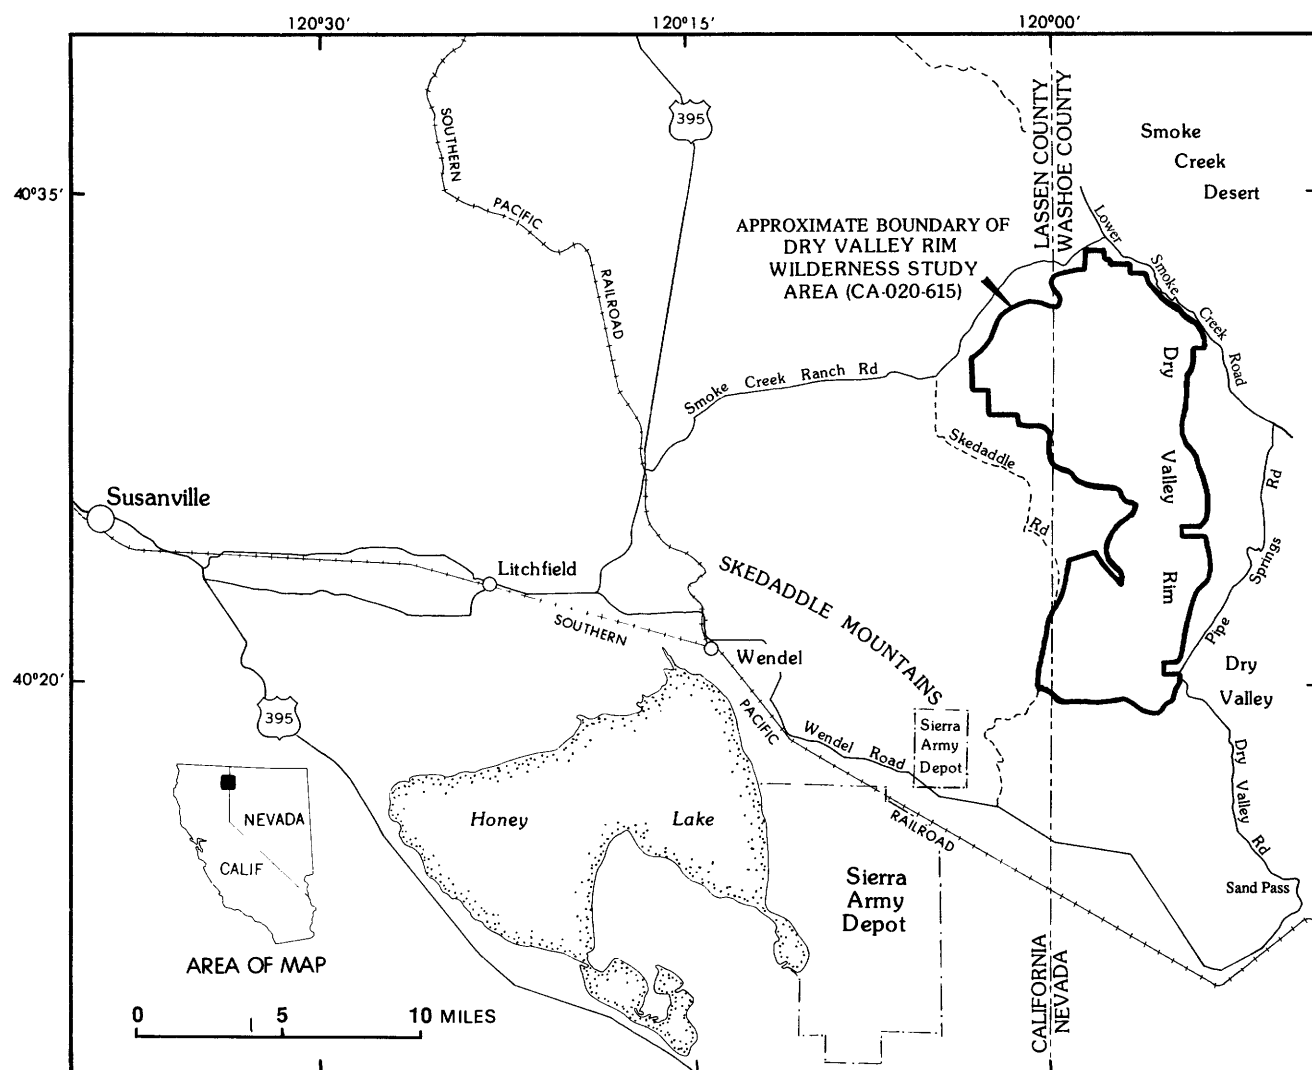 120°30' 120°15' 120°00'
40°35'
40°20'
SOUTHERN
PACIFIC
RAILROAD
395
LASSEN COUNTY
WASHOE COUNTY
Smoke
Creek
Desert
APPROXIMATE BOUNDARY OF
DRY VALLEY RIM
WILDERNESS STUDY
AREA (CA-020-615)
Lower Smoke Creek Road
Smoke Creek Ranch Rd
Skedaddle Rd
Dry Valley Rim
Pipe Springs Rd
Susanville
Litchfield
Wendel
SKEDADDLE MOUNTAINS
SOUTHERN PACIFIC RAILROAD
395
Wendel Road
Sierra
Army
Depot
Dry
Valley
Dry Valley Rd
Sand Pass
Honey Lake
Sierra
Army
Depot
NEVADA
CALIF
AREA OF MAP
0 5 10 MILES
CALIFORNIA
NEVADA